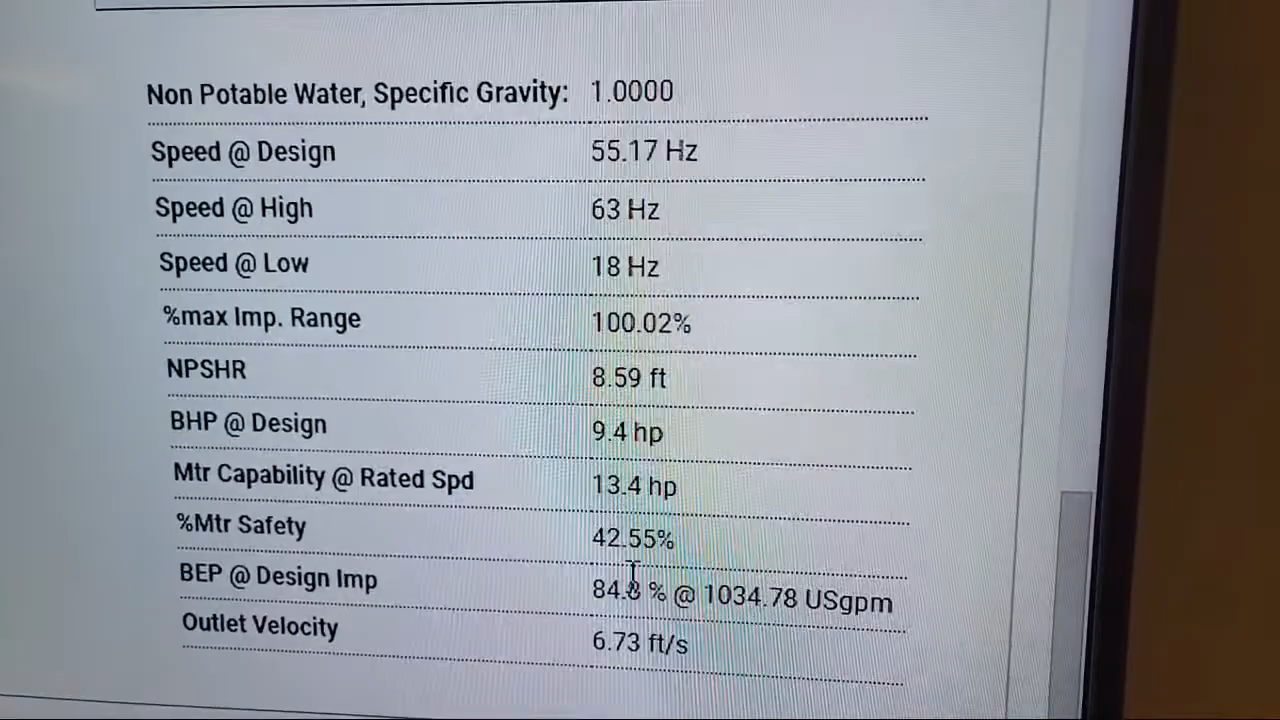 Non Potable Water, Specific Gravity: 1.0000
Speed @ Design 55.17 Hz
Speed @ High 63 Hz
Speed @ Low 18 Hz
%max Imp. Range 100.02%
NPSHR 8.59 ft
BHP @ Design 9.4 hp
Mtr Capability @ Rated Spd 13.4 hp
%Mtr Safety 42.55%
BEP @ Design Imp 84.8 % @ 1034.78 USgpm
Outlet Velocity 6.73 ft/s